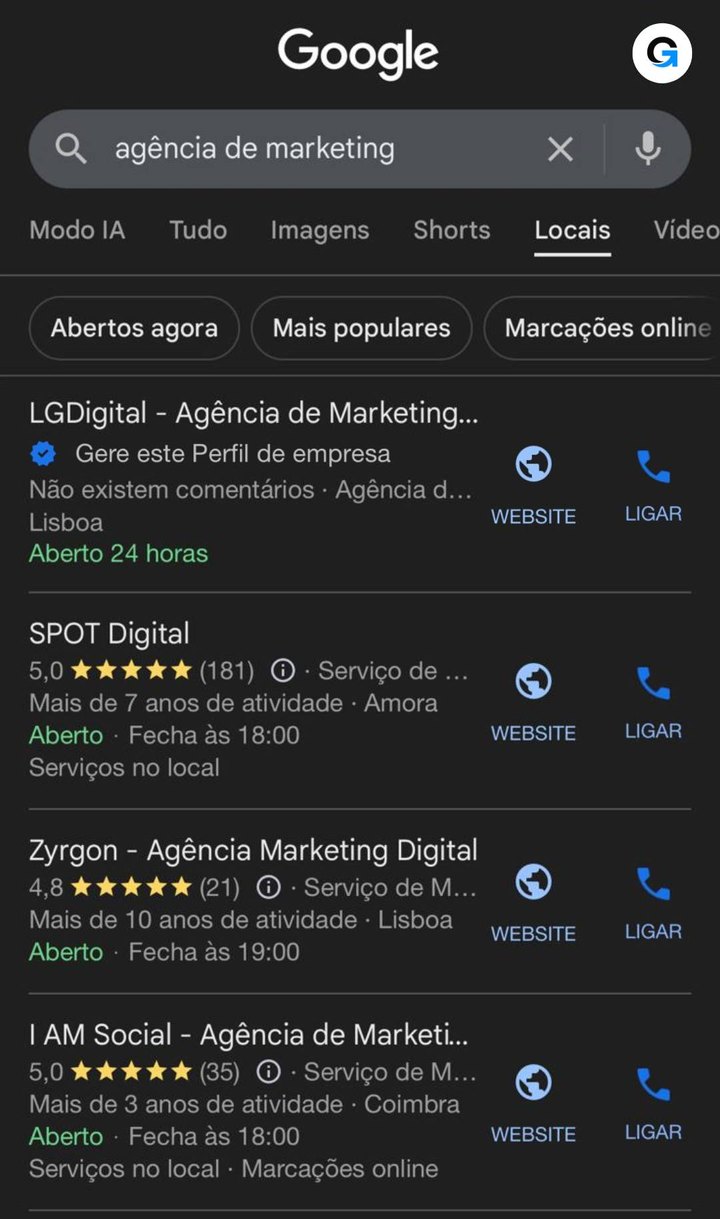 Google
G
agência de marketing
Modo IA Tudo Imagens Shorts Locais Vídeo
Abertos agora Mais populares Marcações online
LGDigital - Agência de Marketing...
Gere este Perfil de empresa
Não existem comentários · Agência d...
Lisboa
Aberto 24 horas
WEBSITE LIGAR
SPOT Digital
5,0 (181) · Serviço de ...
Mais de 7 anos de atividade · Amora
Aberto · Fecha às 18:00
Serviços no local
WEBSITE LIGAR
Zyrgon - Agência Marketing Digital
4,8 (21) · Serviço de M...
Mais de 10 anos de atividade · Lisboa
Aberto · Fecha às 19:00
WEBSITE LIGAR
I AM Social - Agência de Marketi...
5,0 (35) · Serviço de M...
Mais de 3 anos de atividade · Coimbra
Aberto · Fecha às 18:00
Serviços no local · Marcações online
WEBSITE LIGAR